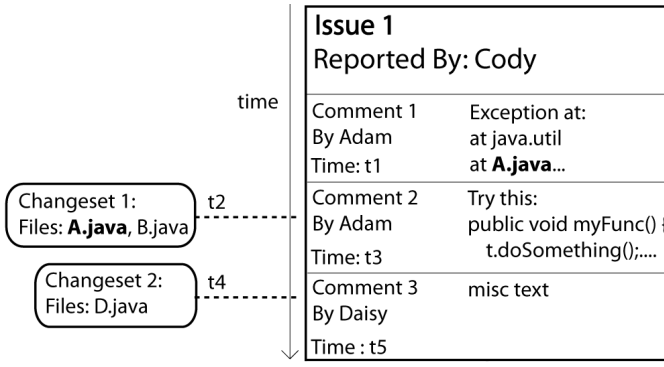 Issue 1
Reported By: Cody
time
Comment 1
By Adam
Time: t1
Exception at:
at java.util
at A.java...
Changeset 1:
Files: A.java, B.java
t2
Comment 2
By Adam
Time: t3
Try this:
public void myFunc() {
t.doSomething();....
Changeset 2:
Files: D.java
t4
Comment 3
By Daisy
Time : t5
misc text